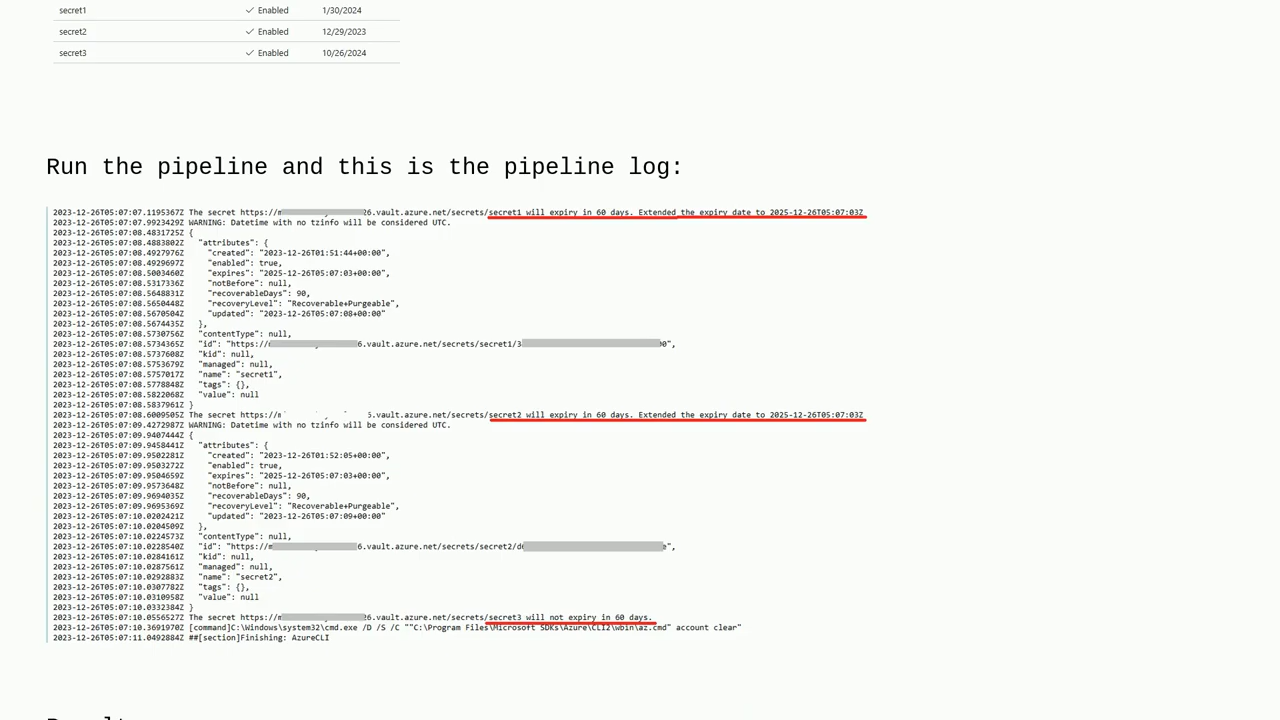 secret1 ✓ Enabled 1/30/2024
secret2 ✓ Enabled 12/29/2023
secret3 ✓ Enabled 10/26/2024
Run the pipeline and this is the pipeline log:
2023-12-26T05:07:07.1195367Z The secret https://m 26.vault.azure.net/secrets/secret1 will expiry in 60 days. Extended the expiry date to 2025-12-26T05:07:03Z
2023-12-26T05:07:07.9923429Z WARNING: Datetime with no tzinfo will be considered UTC.
2023-12-26T05:07:08.4831725Z {
2023-12-26T05:07:08.4883802Z "attributes": {
2023-12-26T05:07:08.4927976Z "created": "2023-12-26T01:51:44+00:00",
2023-12-26T05:07:08.4929697Z "enabled": true,
2023-12-26T05:07:08.5003460Z "expires": "2025-12-26T05:07:03+00:00",
2023-12-26T05:07:08.5317336Z "notBefore": null,
2023-12-26T05:07:08.5648831Z "recoverableDays": 90,
2023-12-26T05:07:08.5650448Z "recoveryLevel": "Recoverable+Purgeable",
2023-12-26T05:07:08.5670504Z "updated": "2023-12-26T05:07:08+00:00"
2023-12-26T05:07:08.5674435Z },
2023-12-26T05:07:08.5730756Z "contentType": null,
2023-12-26T05:07:08.5734365Z "id": "https:// 6.vault.azure.net/secrets/secret1/3 0",
2023-12-26T05:07:08.5737608Z "kid": null,
2023-12-26T05:07:08.5753679Z "managed": null,
2023-12-26T05:07:08.5757017Z "name": "secret1",
2023-12-26T05:07:08.5778848Z "tags": {},
2023-12-26T05:07:08.5822068Z "value": null
2023-12-26T05:07:08.5837961Z }
2023-12-26T05:07:08.6009505Z The secret https://m .vault.azure.net/secrets/secret2 will expiry in 60 days. Extended the expiry date to 2025-12-26T05:07:03Z
2023-12-26T05:07:09.4272987Z WARNING: Datetime with no tzinfo will be considered UTC.
2023-12-26T05:07:09.9407444Z {
2023-12-26T05:07:09.9458441Z "attributes": {
2023-12-26T05:07:09.9502281Z "created": "2023-12-26T01:52:05+00:00",
2023-12-26T05:07:09.9503272Z "enabled": true,
2023-12-26T05:07:09.9504659Z "expires": "2025-12-26T05:07:03+00:00",
2023-12-26T05:07:09.9573648Z "notBefore": null,
2023-12-26T05:07:09.9694035Z "recoverableDays": 90,
2023-12-26T05:07:09.9695369Z "recoveryLevel": "Recoverable+Purgeable",
2023-12-26T05:07:10.0202421Z "updated": "2023-12-26T05:07:09+00:00"
2023-12-26T05:07:10.0204509Z },
2023-12-26T05:07:10.0224573Z "contentType": null,
2023-12-26T05:07:10.0228540Z "id": "https:// 6.vault.azure.net/secrets/secret2/d e",
2023-12-26T05:07:10.0284161Z "kid": null,
2023-12-26T05:07:10.0287561Z "managed": null,
2023-12-26T05:07:10.0292883Z "name": "secret2",
2023-12-26T05:07:10.0307782Z "tags": {},
2023-12-26T05:07:10.0310958Z "value": null
2023-12-26T05:07:10.0332384Z }
2023-12-26T05:07:10.0556527Z The secret https://m 26.vault.azure.net/secrets/secret3 will not expiry in 60 days.
2023-12-26T05:07:10.3691970Z [command]C:\Windows\system32\cmd.exe /D /S /C ""C:\Program Files\Microsoft SDKs\Azure\CLI2\wbin\az.cmd" account clear"
2023-12-26T05:07:11.0492884Z ##[section]Finishing: AzureCLI